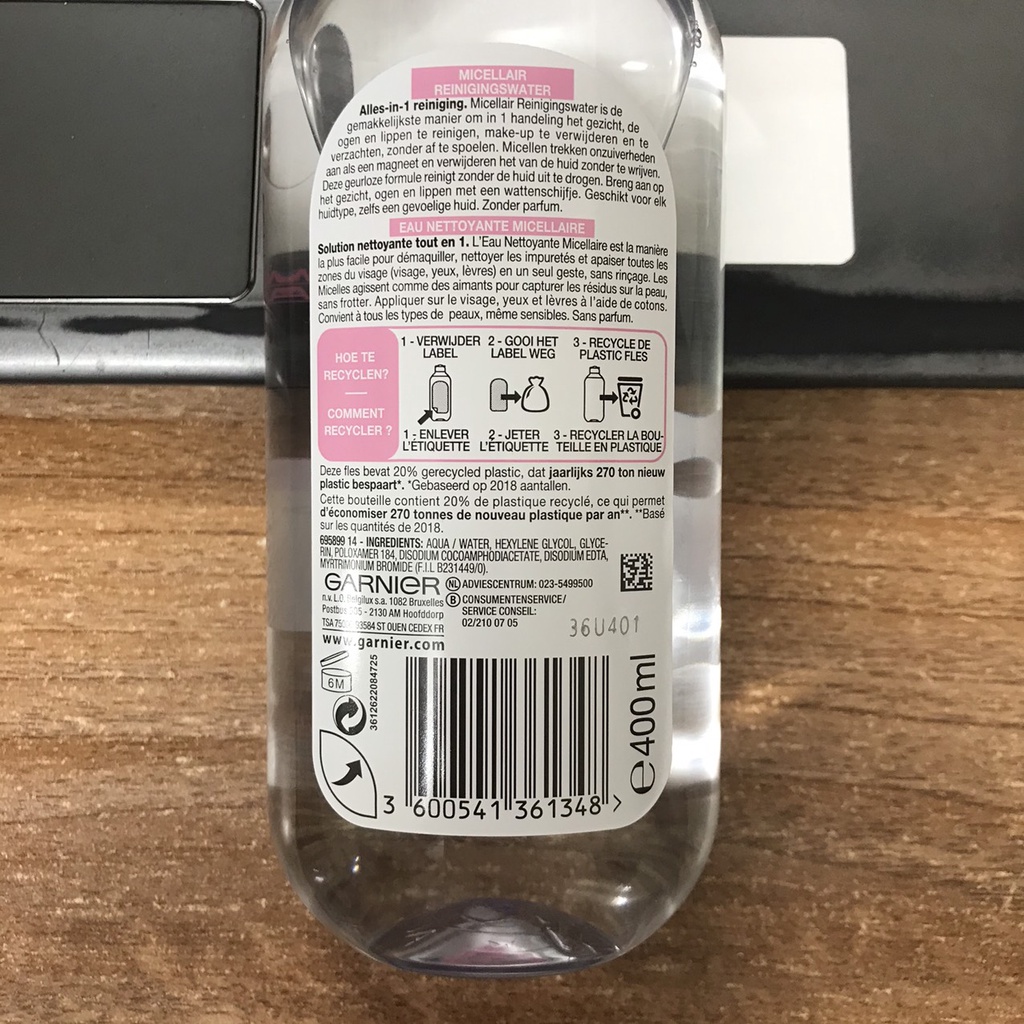 MICELLAIR
REINIGINGSWATER
Alles-in-1 reiniging. Micellair Reinigingswater is de
gemakkelijkste manier om in 1 handeling het gezicht, de
ogen en lippen te reinigen, make-up te verwijderen en te
verzachten, zonder af te spoelen. Micellen trekken onzuiverheden
aan als een magneet en verwijderen het van de huid zonder te wrijven.
Deze geurloze formule reinigt zonder de huid uit te drogen. Breng aan op
het gezicht, ogen en lippen met een wattenschijfje. Geschikt voor elk
huidtype, zelfs een gevoelige huid. Zonder parfum.
EAU NETTOYANTE MICELLAIRE
Solution nettoyante tout en 1. L'Eau Nettoyante Micellaire est la manière
la plus facile pour démaquiller, nettoyer les impuretés et apaiser toutes les
zones du visage (visage, yeux, lèvres) en un seul geste, sans rinçage. Les
Micelles agissent comme des aimants pour capturer les résidus sur la peau,
sans frotter. Appliquer sur le visage, yeux et lèvres à l'aide de cotons.
Convient à tous les types de peaux, même sensibles. Sans parfum.
HOE TE
RECYCLEN?
COMMENT
RECYCLER ?
1 - VERWIJDER
LABEL
2 - GOOI HET
LABEL WEG
3 - RECYCLE DE
PLASTIC FLES
1 - ENLEVER
L'ÉTIQUETTE
2 - JETER
L'ÉTIQUETTE
3 - RECYCLER LA BOU-
TEILLE EN PLASTIQUE
Deze fles bevat 20% gerecycled plastic, dat jaarlijks 270 ton nieuw
plastic bespaart*. *Gebaseerd op 2018 aantallen.
Cette bouteille contient 20% de plastique recyclé, ce qui permet
d'économiser 270 tonnes de nouveau plastique par an**. **Basé
sur les quantités de 2018.
695899 14 - INGREDIENTS: AQUA / WATER, HEXYLENE GLYCOL, GLYCE-
RIN, POLOXAMER 184, DISODIUM COCOAMPHODIACETATE, DISODIUM EDTA,
MYRTRIMONIUM BROMIDE (F.I.L B231449/0).
GARNIER
n.v. L.O. Belgilux s.a. 1082 Bruxelles
2130 AM Hoofddorp
93584 ST OUEN CEDEX FR
www.garnier.com
NL ADVIESCENTRUM: 023-5499500
B CONSUMENTENSERVICE/
SERVICE CONSEIL:
02/210 07 05
36U401
6M
3612622084725
e400ml
3 600541 361348 >